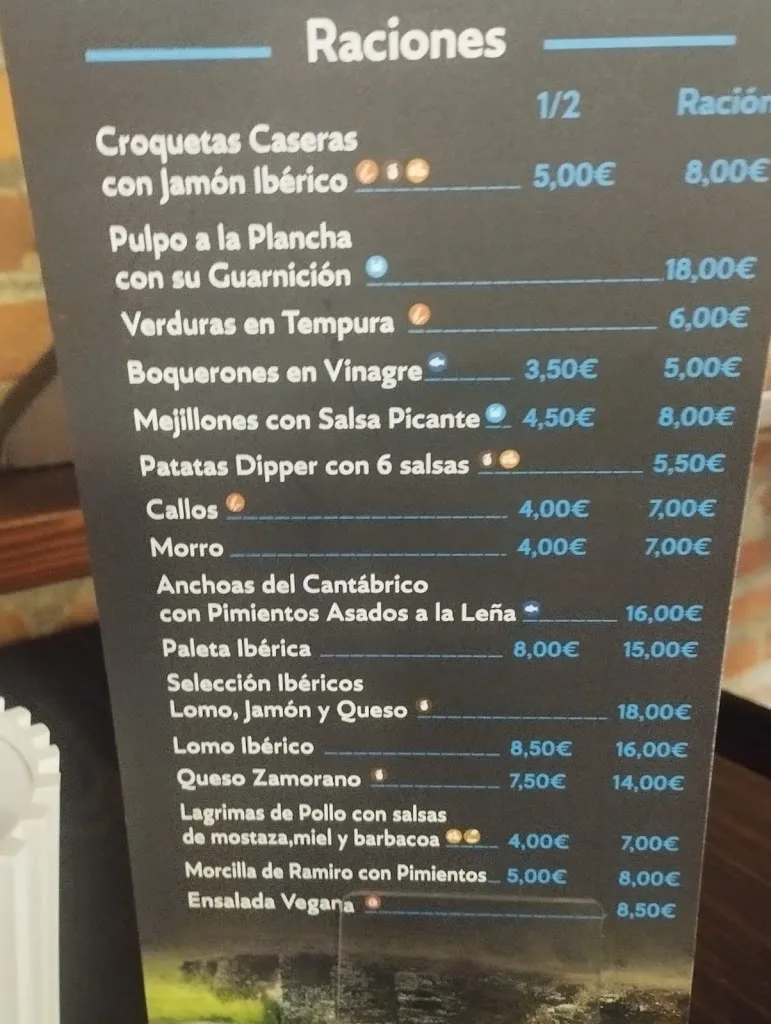 Raciones
1/2 Ración
Croquetas Caseras
con Jamón Ibérico 5,00€ 8,00€
Pulpo a la Plancha
con su Guarnición 18,00€
Verduras en Tempura 6,00€
Boquerones en Vinagre 3,50€ 5,00€
Mejillones con Salsa Picante 4,50€ 8,00€
Patatas Dipper con 6 salsas 5,50€
Callos 4,00€ 7,00€
Morro 4,00€ 7,00€
Anchoas del Cantábrico
con Pimientos Asados a la Leña 16,00€
Paleta Ibérica 8,00€ 15,00€
Selección Ibéricos
Lomo, Jamón y Queso 18,00€
Lomo Ibérico 8,50€ 16,00€
Queso Zamorano 7,50€ 14,00€
Lagrimas de Pollo con salsas
de mostaza,miel y barbacoa 4,00€ 7,00€
Morcilla de Ramiro con Pimientos 5,00€ 8,00€
Ensalada Vegana 8,50€